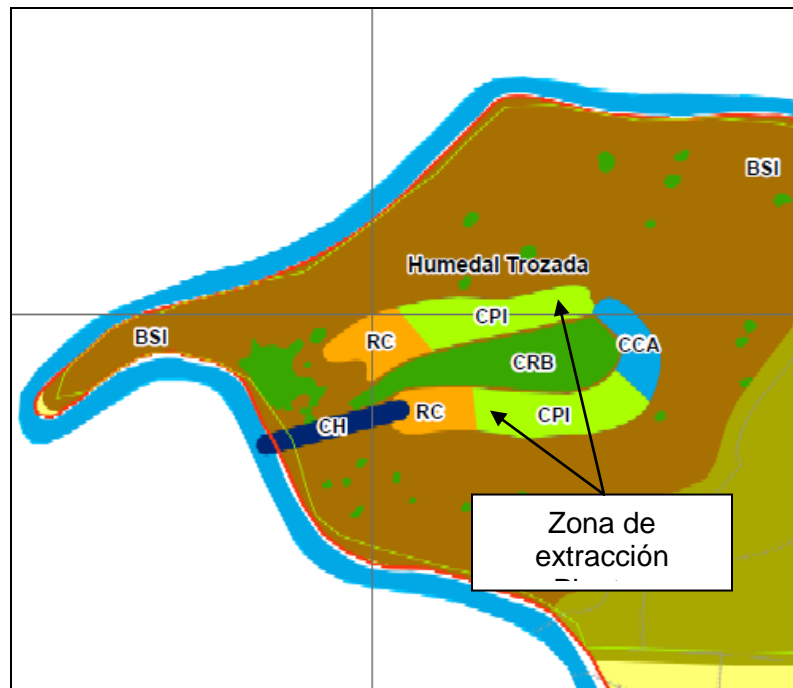 BSI
Humedal Trozada
CPI
BSI
RC
CCA
CRB
RC
CPI
CH
Zona de
extracción